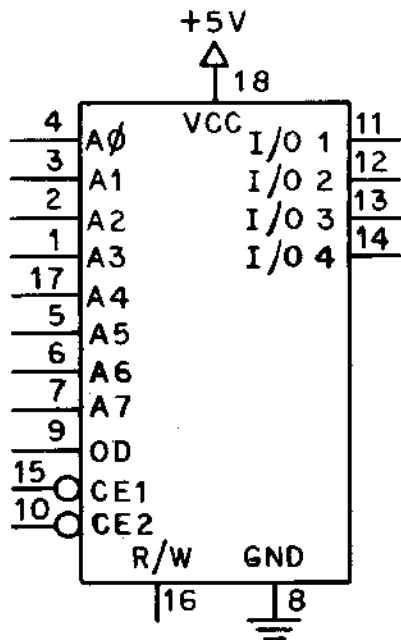 +5V
18
VCC
4 AØ I/O 1 11
3 A1 I/O 2 12
2 A2 I/O 3 13
1 A3 I/O 4 14
17 A4
5 A5
6 A6
7 A7
9 OD
15 CE1
10 CE2
R/W GND
16 8